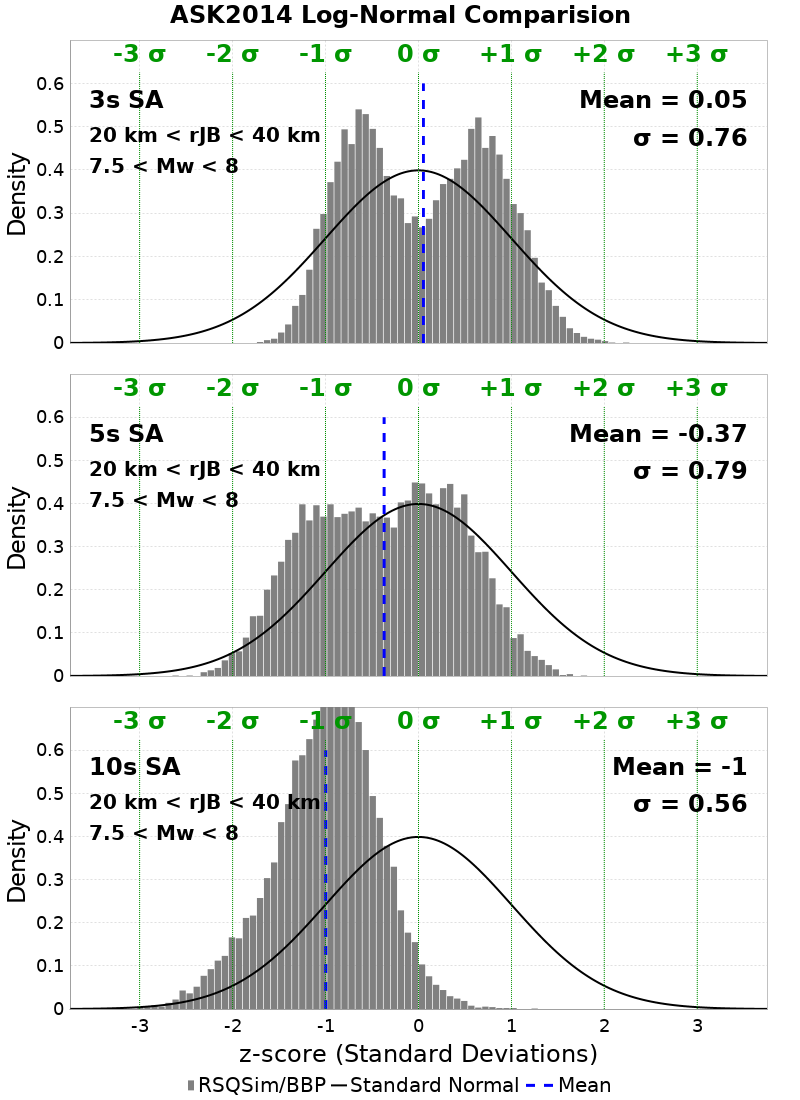 ASK2014 Log-Normal Comparision
-3 σ -2 σ -1 σ 0 σ +1 σ +2 σ +3 σ
3s SA
Mean = 0.05
20 km < rJB < 40 km
σ = 0.76
7.5 < Mw < 8
0.6
0.5
0.4
0.3
0.2
0.1
0
Density
-3 σ -2 σ -1 σ 0 σ +1 σ +2 σ +3 σ
5s SA
Mean = -0.37
20 km < rJB < 40 km
σ = 0.79
7.5 < Mw < 8
0.6
0.5
0.4
0.3
0.2
0.1
0
Density
-3 σ -2 σ -1 σ 0 σ +1 σ +2 σ +3 σ
10s SA
Mean = -1
20 km < rJB < 40 km
σ = 0.56
7.5 < Mw < 8
0.6
0.5
0.4
0.3
0.2
0.1
0
Density
-3 -2 -1 0 1 2 3
z-score (Standard Deviations)
RSQSim/BBP Standard Normal Mean